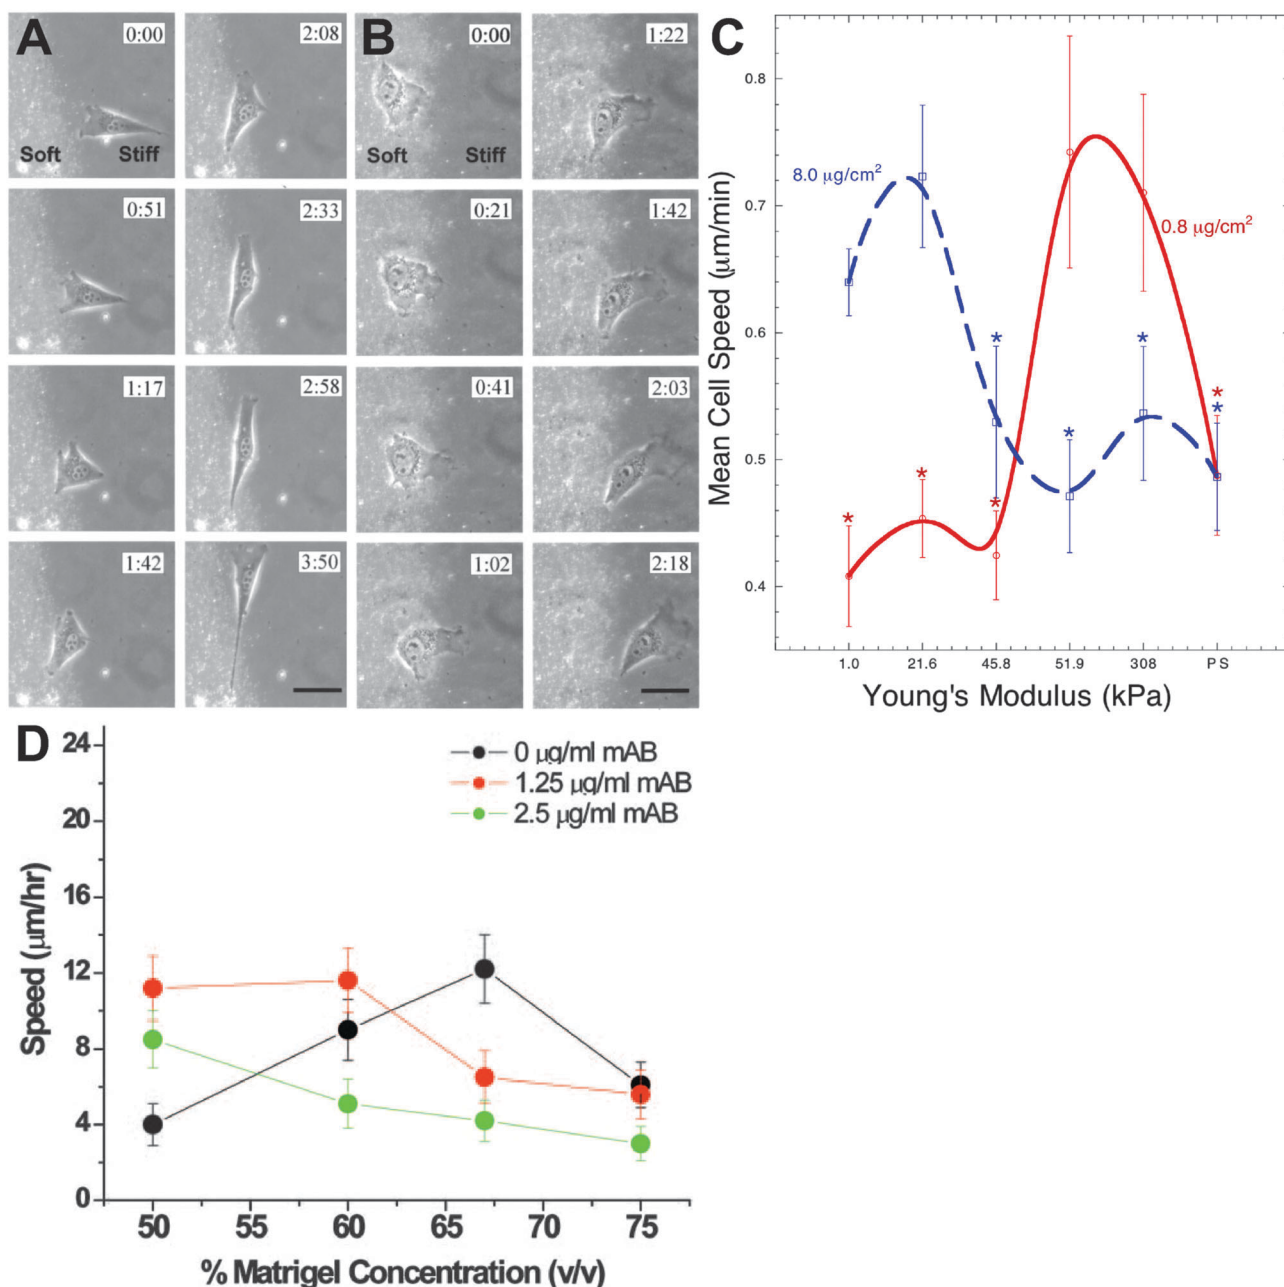 A
0:00
2:08
B
0:00
1:22
Soft Stiff
Soft Stiff
0:51
2:33
0:21
1:42
1:17
2:58
0:41
2:03
1:42
3:50
1:02
2:18
C
Mean Cell Speed (μm/min)
0.8
0.7
0.6
0.5
0.4
8.0 μg/cm²
0.8 μg/cm²
*
*
*
*
*
*
*
*
1.0 21.6 45.8 51.9 308 PS
Young's Modulus (kPa)
D
Speed (μm/hr)
24
20
16
12
8
4
0
0 μg/ml mAB
1.25 μg/ml mAB
2.5 μg/ml mAB
50 55 60 65 70 75
% Matrigel Concentration (v/v)